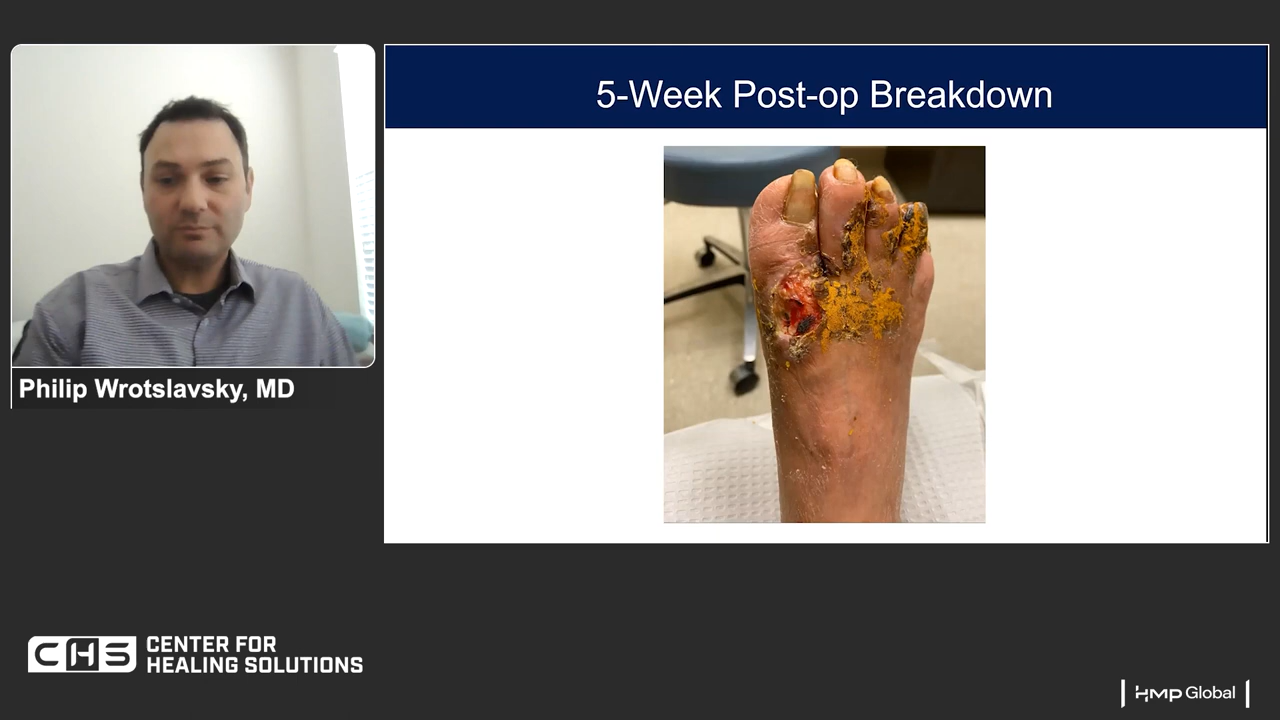 5-Week Post-op Breakdown
Philip Wrotslavsky, MD
CHS
CENTER FOR
HEALING SOLUTIONS
HMP Global